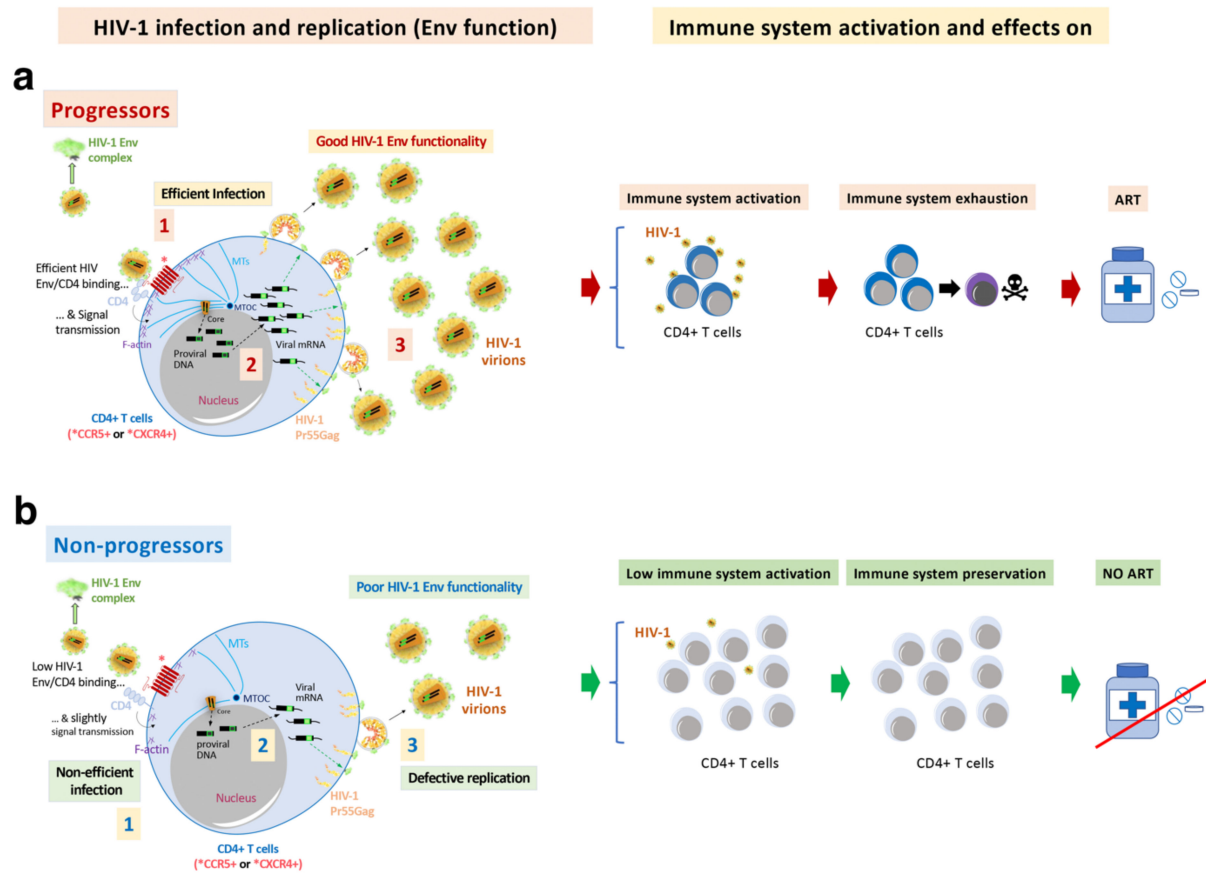 HIV-1 infection and replication (Env function)
Immune system activation and effects on
a
Progressors
HIV-1 Env
complex
Good HIV-1 Env functionality
Efficient Infection
1
MTs
Efficient HIV
Env/CD4 binding...
CD4
... & Signal
transmission
F-actin
*
MTOC
Core
Proviral
DNA
2
Viral mRNA
3
HIV-1
virions
Nucleus
CD4+ T cells
(*CCR5+ or *CXCR4+)
HIV-1
Pr55Gag
Immune system activation
HIV-1
CD4+ T cells
Immune system exhaustion
CD4+ T cells
ART
b
Non-progressors
HIV-1 Env
complex
Poor HIV-1 Env functionality
MTs
*
Low HIV-1
Env/CD4 binding...
CD4
... & slightly
signal transmission
F-actin
MTOC
Core
Viral
mRNA
proviral
DNA
2
HIV-1
virions
3
Defective replication
Non-efficient
infection
1
Nucleus
HIV-1
Pr55Gag
CD4+ T cells
(*CCR5+ or *CXCR4+)
Low immune system activation
HIV-1
CD4+ T cells
Immune system preservation
CD4+ T cells
NO ART